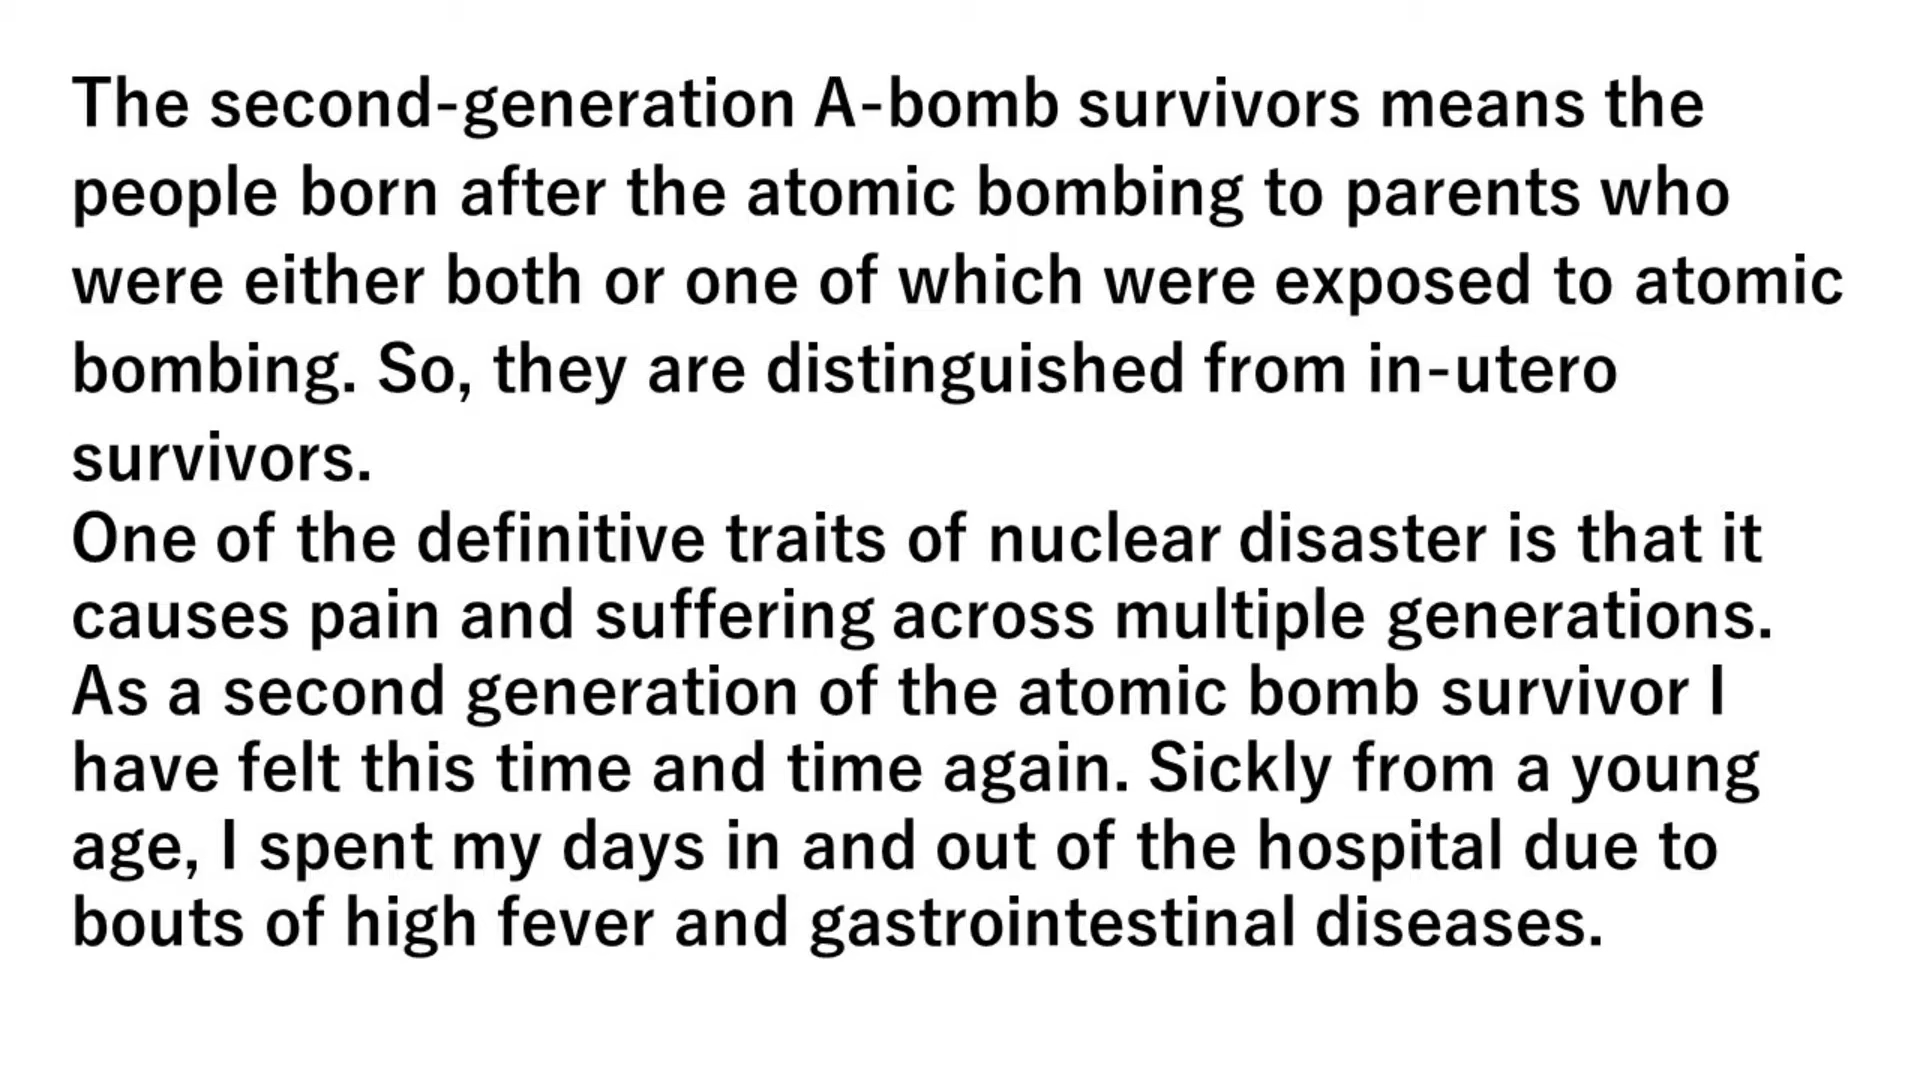 The second-generation A-bomb survivors means the
people born after the atomic bombing to parents who
were either both or one of which were exposed to atomic
bombing. So, they are distinguished from in-utero
survivors.
One of the definitive traits of nuclear disaster is that it
causes pain and suffering across multiple generations.
As a second generation of the atomic bomb survivor I
have felt this time and time again. Sickly from a young
age, I spent my days in and out of the hospital due to
bouts of high fever and gastrointestinal diseases.